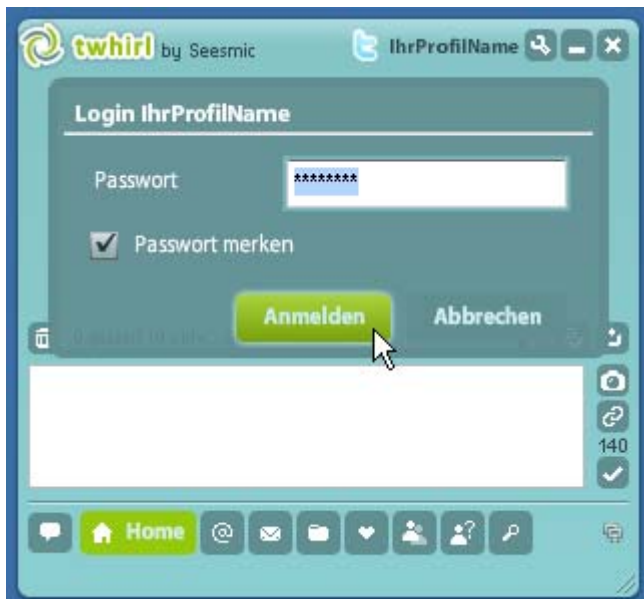 twhirl by Seesmic
IhrProfilName
Login IhrProfilName
Passwort ********
Passwort merken
Anmelden Abbrechen
140
Home @